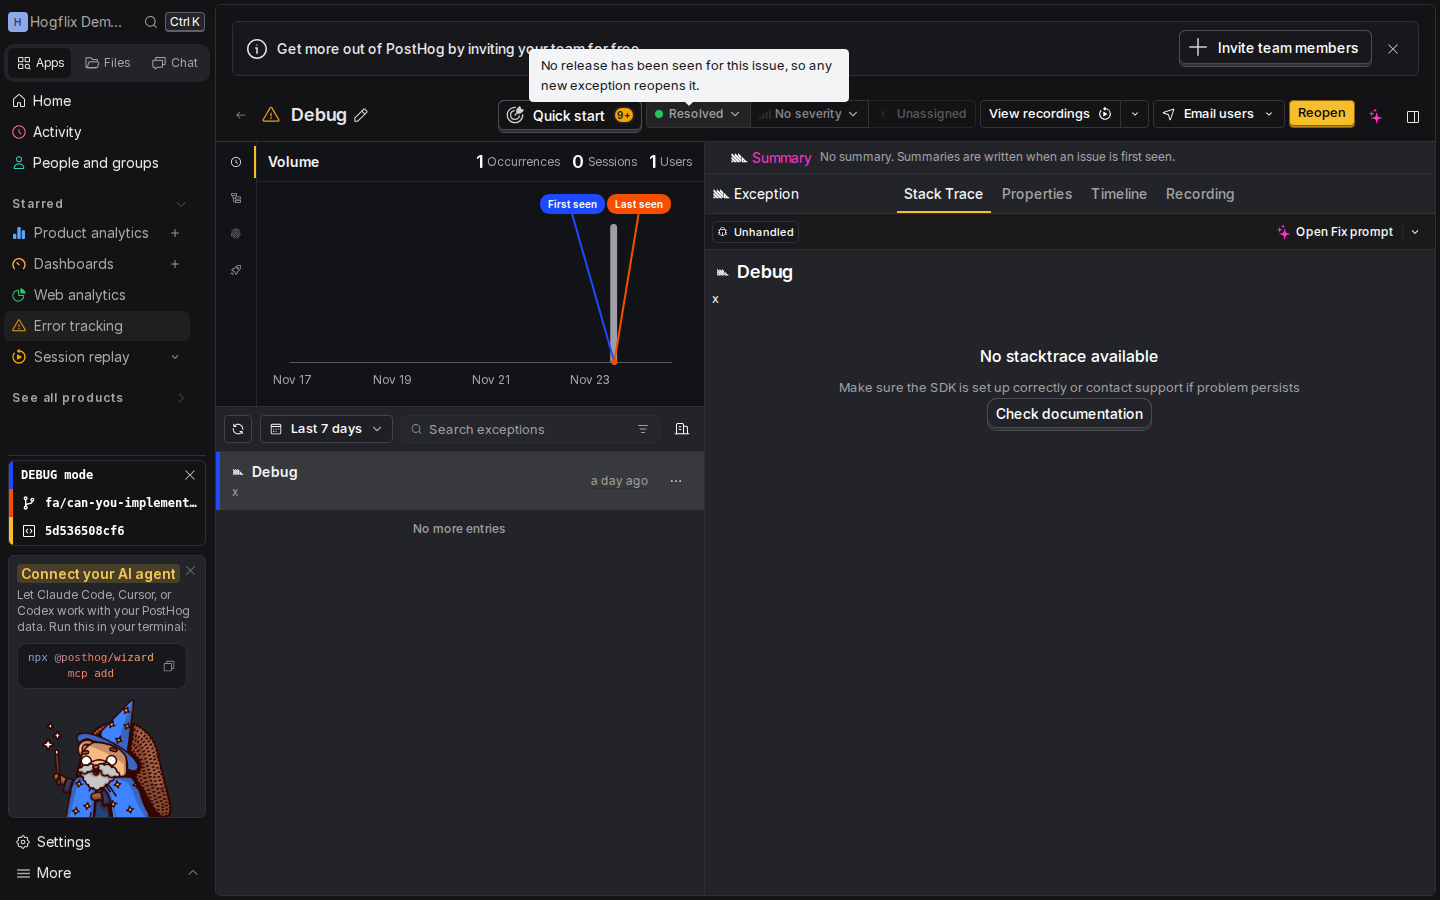 H Hogflix Dem... Ctrl K
Apps Files Chat
Home
Activity
People and groups
Starred
Product analytics
Dashboards
Web analytics
Error tracking
Session replay
See all products
DEBUG mode
fa/can-you-implement…
5d536508cf6
Connect your AI agent
Let Claude Code, Cursor, or
Codex work with your PostHog
data. Run this in your terminal:
npx @posthog/wizard
mcp add
Settings
More
Get more out of PostHog by inviting your team for free
Invite team members
No release has been seen for this issue, so any
new exception reopens it.
Debug
Quick start 9+
Resolved
No severity
Unassigned
View recordings
Email users
Reopen
Volume
1 Occurrences 0 Sessions 1 Users
First seen Last seen
Nov 17 Nov 19 Nov 21 Nov 23
Last 7 days
Search exceptions
Debug
x
a day ago
No more entries
Summary No summary. Summaries are written when an issue is first seen.
Exception
Stack Trace Properties Timeline Recording
Unhandled
Open Fix prompt
Debug
x
No stacktrace available
Make sure the SDK is set up correctly or contact support if problem persists
Check documentation